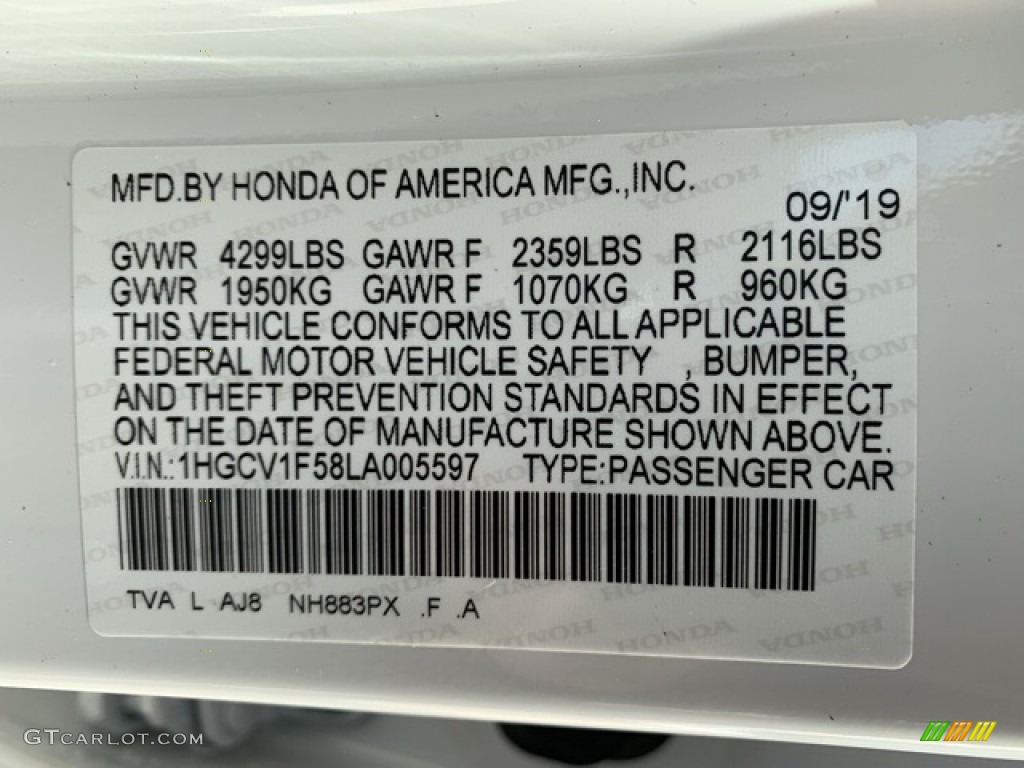 MFD.BY HONDA OF AMERICA MFG.,INC.
09/'19
GVWR 4299LBS GAWR F 2359LBS R 2116LBS
GVWR 1950KG GAWR F 1070KG R 960KG
THIS VEHICLE CONFORMS TO ALL APPLICABLE
FEDERAL MOTOR VEHICLE SAFETY , BUMPER,
AND THEFT PREVENTION STANDARDS IN EFFECT
ON THE DATE OF MANUFACTURE SHOWN ABOVE.
V.I.N.:1HGCV1F58LA005597 TYPE:PASSENGER CAR
TVA L AJ8 NH883PX .F .A
GTCARLOT.COM